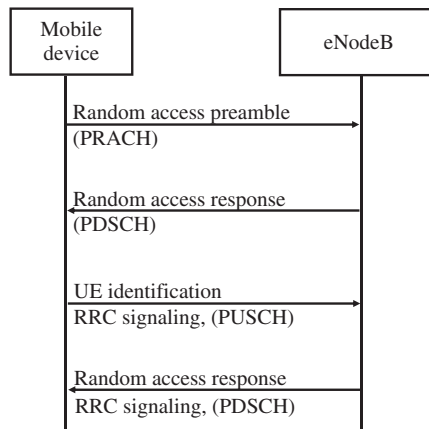 Mobile
device
eNodeB
Random access preamble
(PRACH)
Random access response
(PDSCH)
UE identification
RRC signaling, (PUSCH)
Random access response
RRC signaling, (PDSCH)